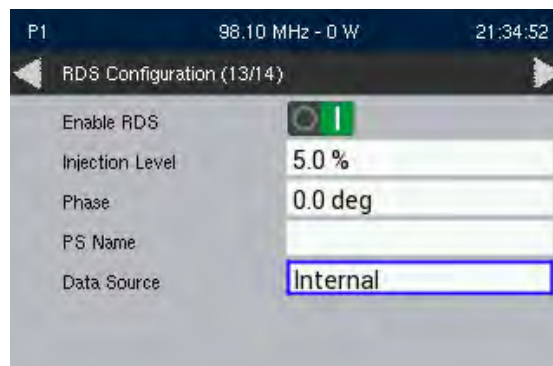 P1 98.10 MHz - 0 W 21:34:52
RDS Configuration (13/14)
Enable RDS
Injection Level 5.0 %
Phase 0.0 deg
PS Name
Data Source Internal